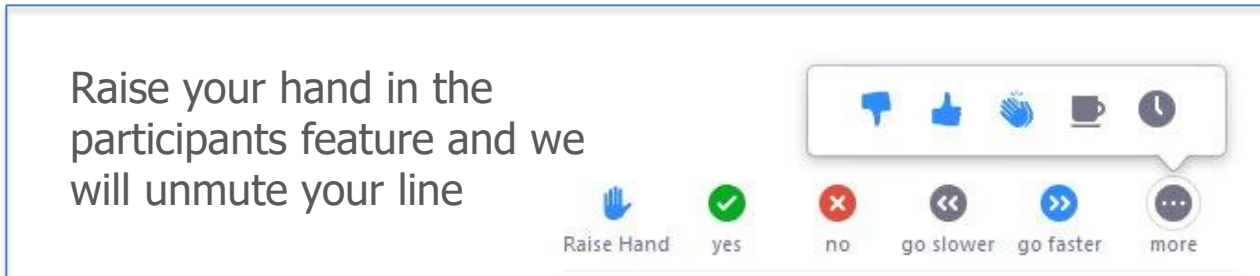 Raise your hand in the
participants feature and we
will unmute your line
Raise Hand yes no go slower go faster more